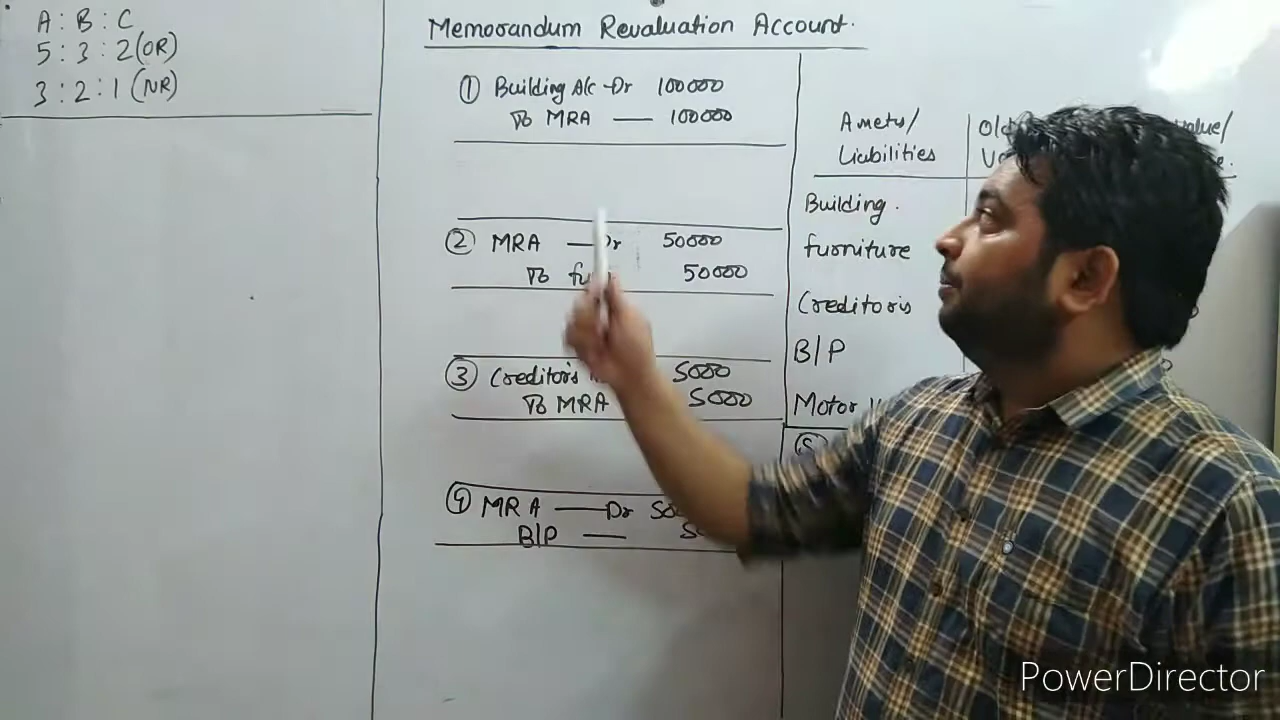 A : B : C
5 : 3 : 2 (OR)
3 : 2 : 1 (NR)
Memorandum Revaluation Account.
① Building A/c Dr 100000
To MRA — 100000
② MRA — Dr 50000
To 50000
③ Creditors 5000
To MRA 5000
④ MRA — Dr
B/P —
Assets/
Liabilities
Building.
furniture
Creditors
B/P
Motor
PowerDirector